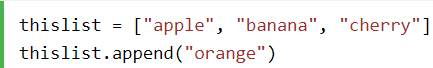 thislist = ["apple", "banana", "cherry"]
thislist.append("orange")